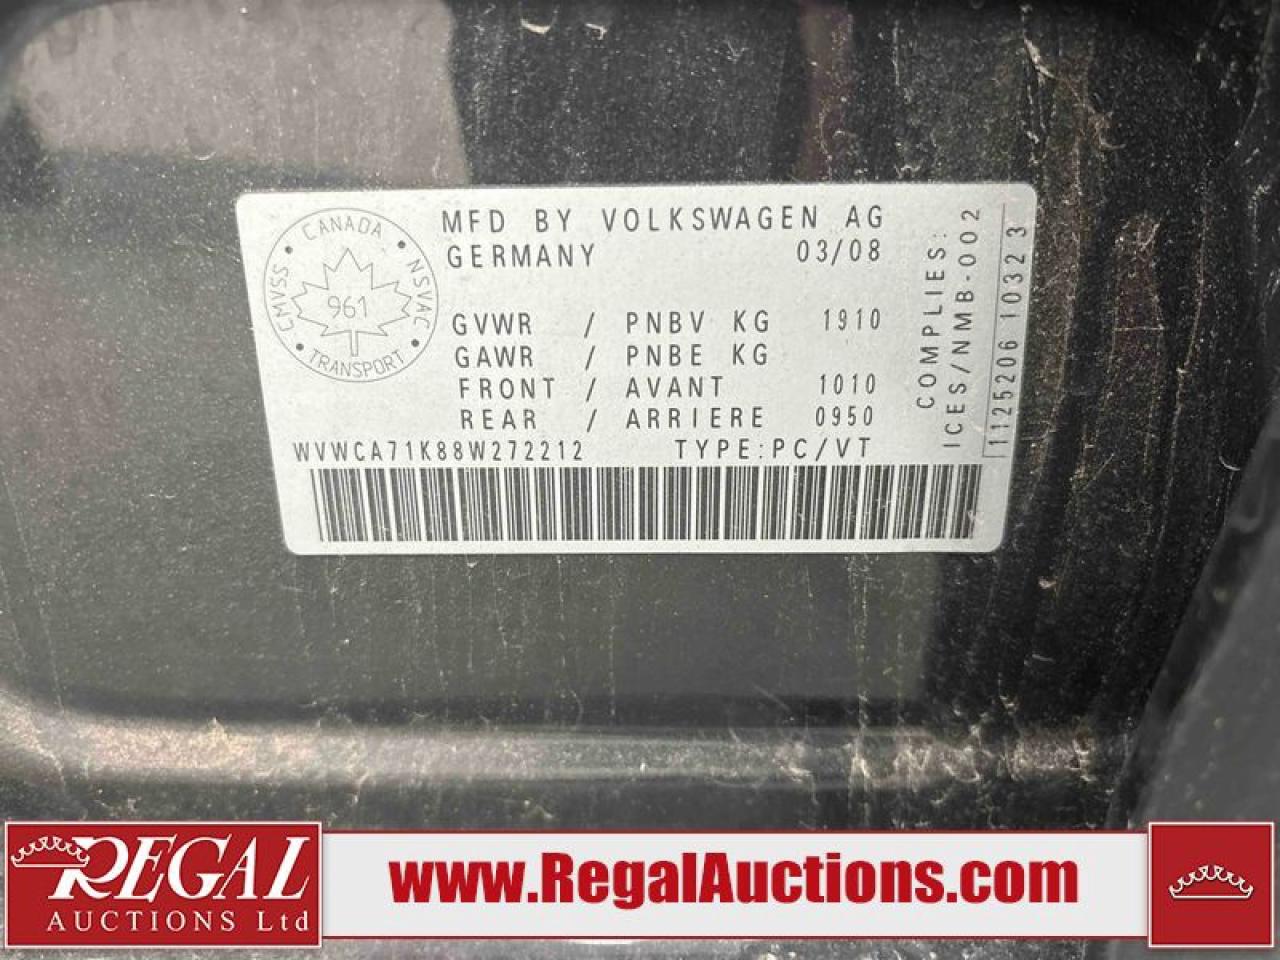 CANADA
CMVSS
NSVAC
961
TRANSPORT
MFD BY VOLKSWAGEN AG
GERMANY 03/08
GVWR / PNBV KG 1910
GAWR / PNBE KG
FRONT / AVANT 1010
REAR / ARRIERE 0950
WVWCA71K88W272212 TYPE:PC/VT
COMPLIES:
ICES/NMB-002
1125206 10323
REGAL
AUCTIONS Ltd
www.RegalAuctions.com